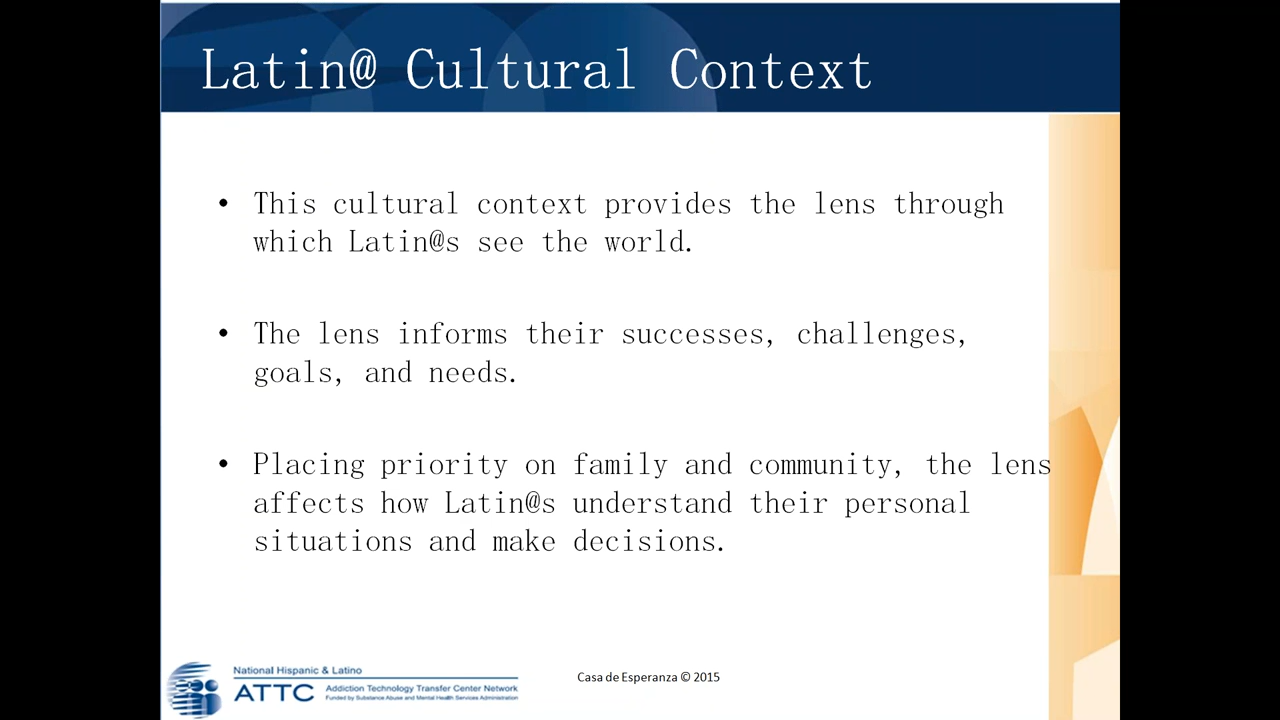 Latin@ Cultural Context
• This cultural context provides the lens through
which Latin@s see the world.
• The lens informs their successes, challenges,
goals, and needs.
• Placing priority on family and community, the lens
affects how Latin@s understand their personal
situations and make decisions.
National Hispanic & Latino
ATTC Addiction Technology Transfer Center Network
Funded by Substance Abuse and Mental Health Services Administration
Casa de Esperanza © 2015